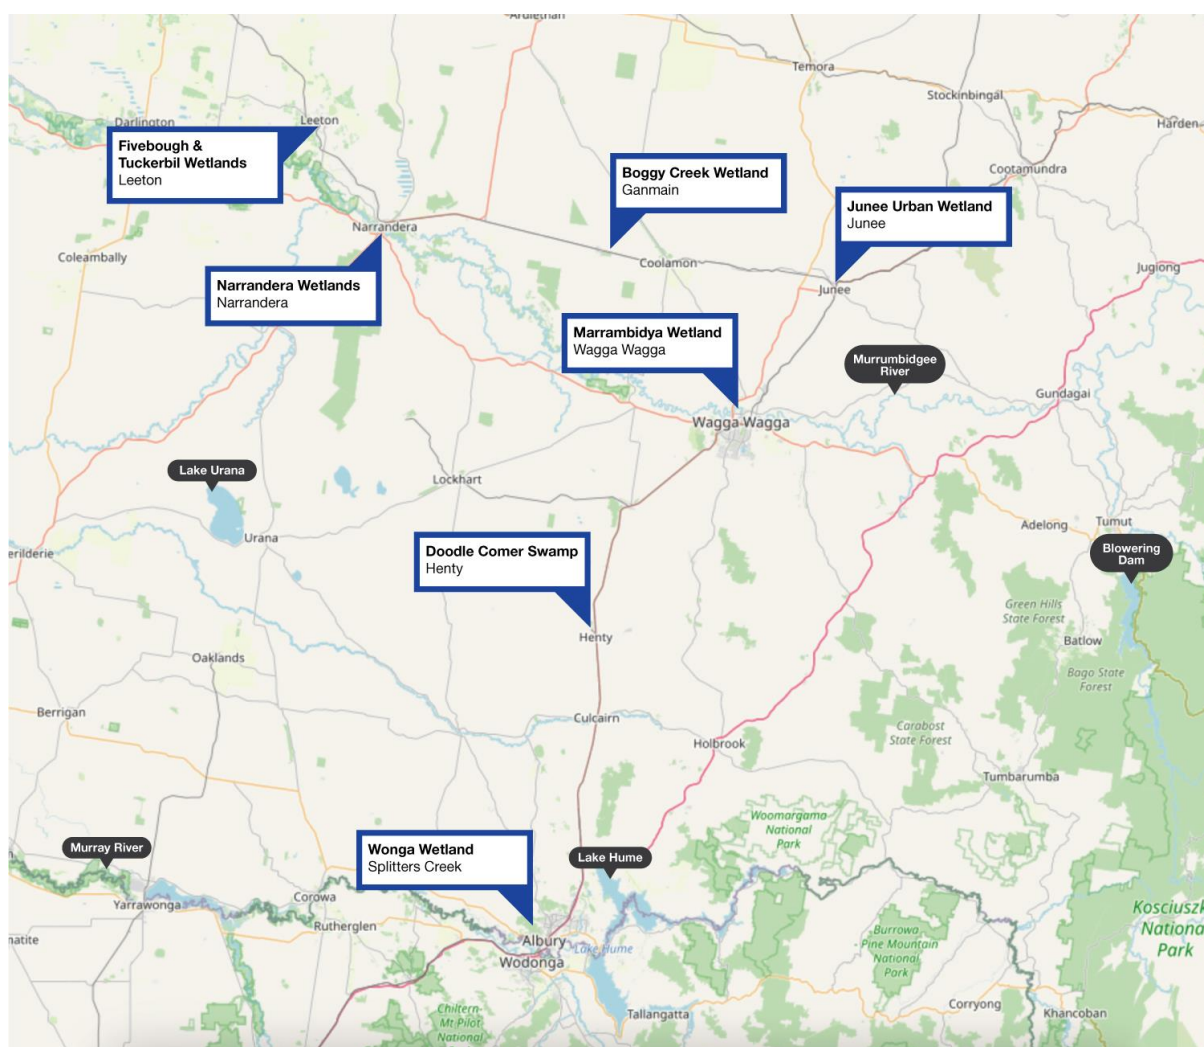 Ardlethan
Temora
Stockinbingal
Darlington
Leeton
Harden
Fivebough &
Tuckerbil Wetlands
Leeton
Boggy Creek Wetland
Ganmain
Cootamundra
Junee Urban Wetland
Junee
Narrandera
Coleambally
Coolamon
Jugiong
Narrandera Wetlands
Narrandera
Junee
Marrambidya Wetland
Wagga Wagga
Murrumbidgee
River
Gundagai
Wagga Wagga
Lake Urana
Lockhart
Urana
Adelong
Tumut
erilderie
Doodle Comer Swamp
Henty
Blowering
Dam
Green Hills
State Forest
Henty
Batlow
Oaklands
Bago State
Forest
Berrigan
Culcairn
Carabost
State Forest
Holbrook
Tumbarumba
Woomargama
National
Park
Murray River
Wonga Wetland
Splitters Creek
Lake Hume
Yarrawonga
Corowa
Rutherglen
Kosciuszk
Nationa
Park
natite
Albury
Lake Hume
Wodonga
Burrowa
- Pine Mountain
National
Park
Chiltern-
Mt Pilot
National
Tallangatta
Corryong
Khancoban